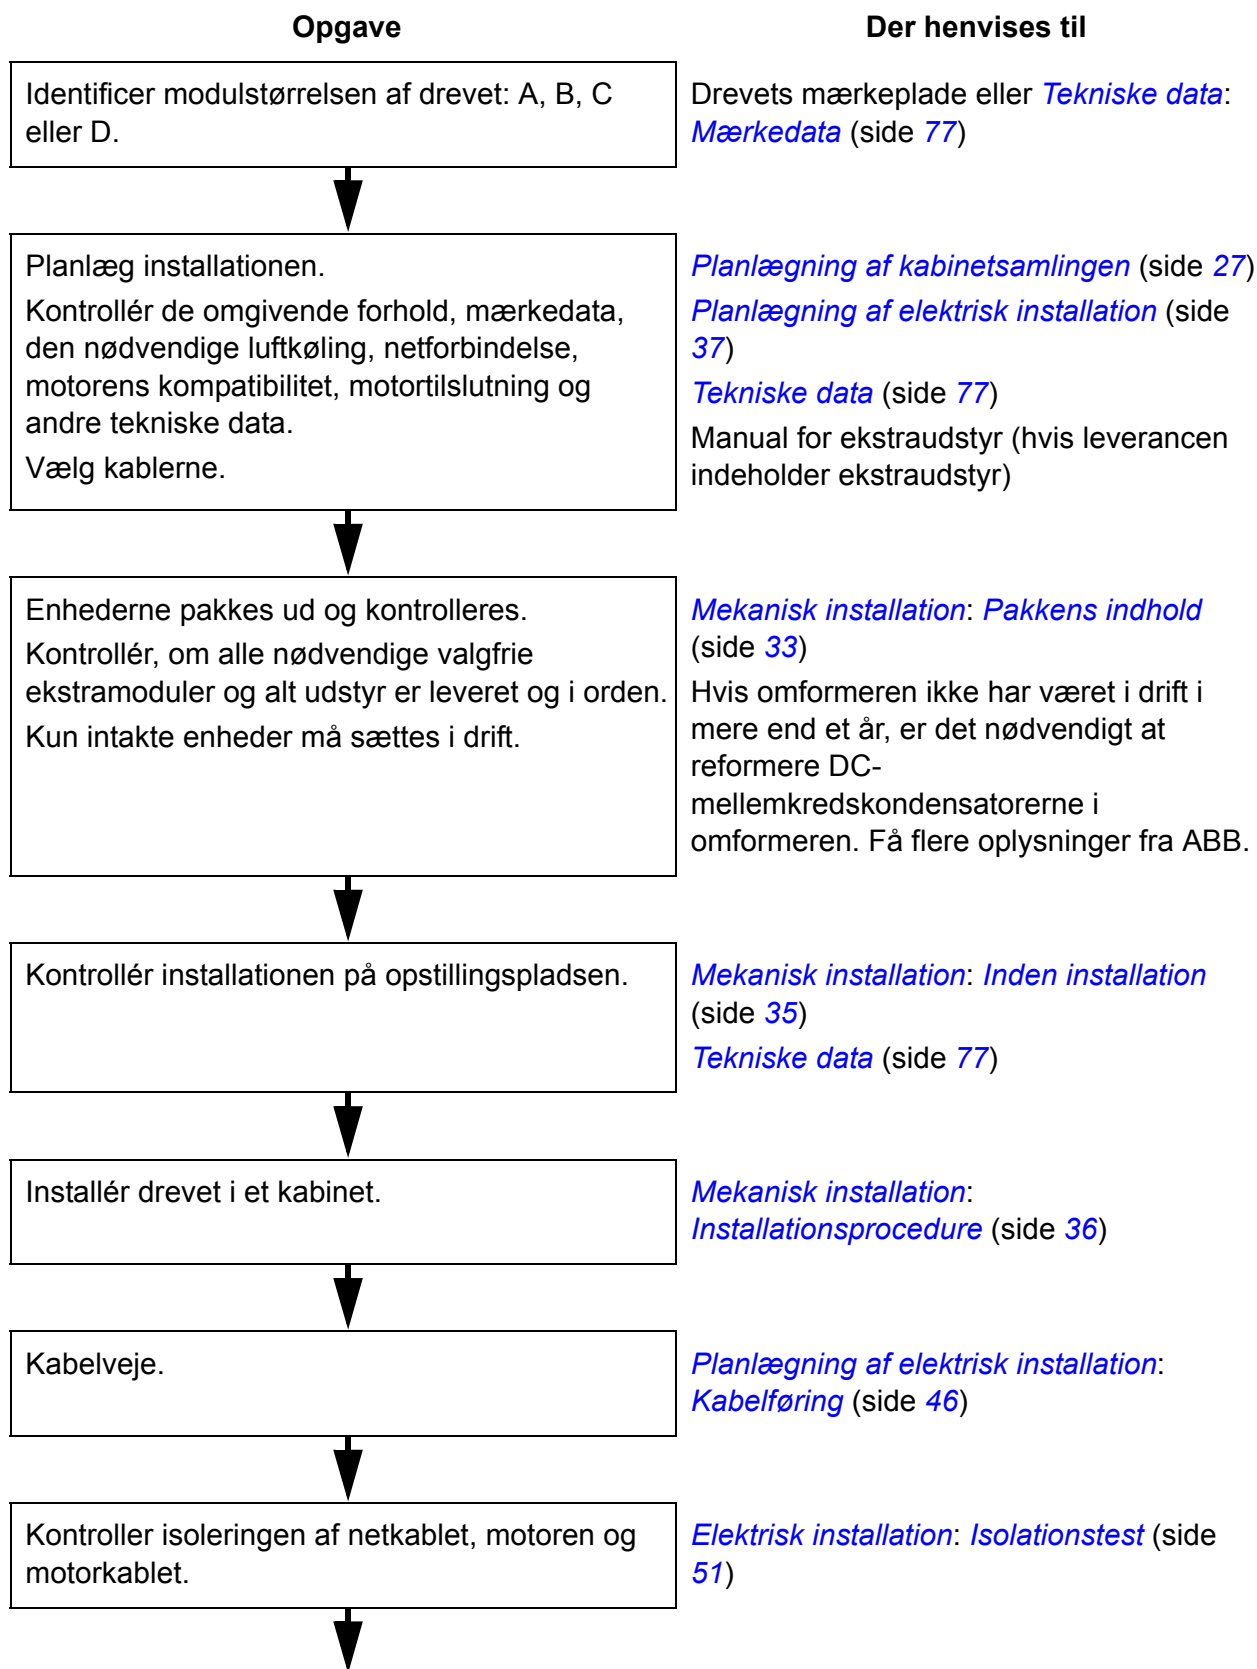 Opgave
Der henvises til
Identificer modulstørrelsen af drevet: A, B, C
eller D.
Drevets mærkeplade eller Tekniske data:
Mærkedata (side 77)
Planlæg installationen.
Kontrollér de omgivende forhold, mærkedata,
den nødvendige luftkøling, netforbindelse,
motorens kompatibilitet, motortilslutning og
andre tekniske data.
Vælg kablerne.
Planlægning af kabinetsamlingen (side 27)
Planlægning af elektrisk installation (side
37)
Tekniske data (side 77)
Manual for ekstraudstyr (hvis leverancen
indeholder ekstraudstyr)
Enhederne pakkes ud og kontrolleres.
Kontrollér, om alle nødvendige valgfrie
ekstramoduler og alt udstyr er leveret og i orden.
Kun intakte enheder må sættes i drift.
Mekanisk installation: Pakkens indhold
(side 33)
Hvis omformeren ikke har været i drift i
mere end et år, er det nødvendigt at
reformere DC-
mellemkredskondensatorerne i
omformeren. Få flere oplysninger fra ABB.
Kontrollér installationen på opstillingspladsen.
Mekanisk installation: Inden installation
(side 35)
Tekniske data (side 77)
Installér drevet i et kabinet.
Mekanisk installation:
Installationsprocedure (side 36)
Kabelveje.
Planlægning af elektrisk installation:
Kabelføring (side 46)
Kontroller isoleringen af netkablet, motoren og
motorkablet.
Elektrisk installation: Isolationstest (side
51)